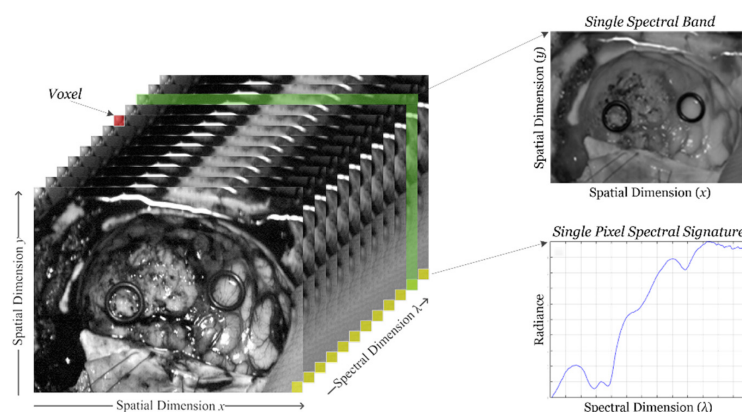 Voxel
Spatial Dimension y
Spatial Dimension x
Spectral Dimension λ
Single Spectral Band
Spatial Dimension (y)
Spatial Dimension (x)
Single Pixel Spectral Signature
Radiance
Spectral Dimension (λ)